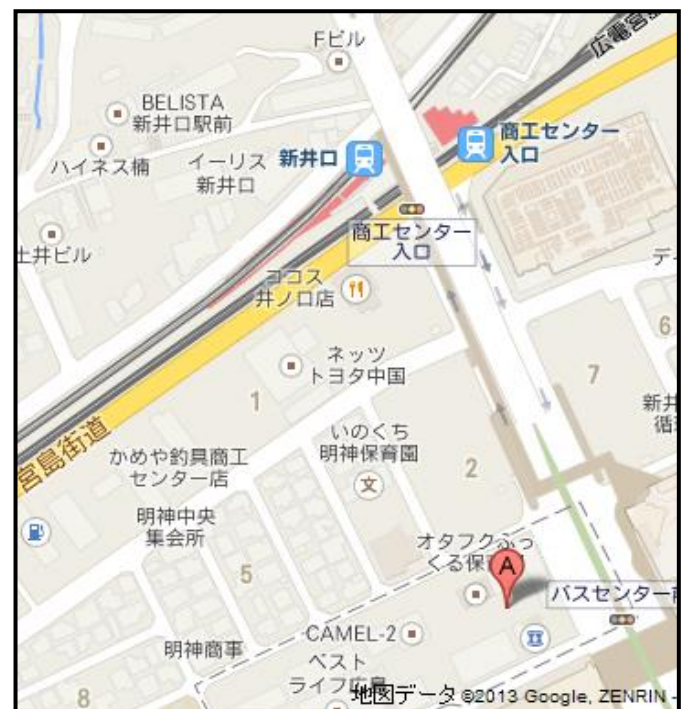 Fビル
広電宮島
BELISTA
新井口駅前
商工センター
入口
ハイネス楠
イーリス
新井口
新井口
商工センター
入口
土井ビル
ココス
井ノ口店
ネッツ
トヨタ中国
6
7
1
新井
循
いのくち
明神保育園
宮島街道
かめや釣具商工
センター店
文
2
明神中央
集会所
オタフクふっ
くる保
A
5
バスセンター前
CAMEL-2
明神商事
ベスト
ライフ広島
8
地図データ ©2013 Google, ZENRIN -